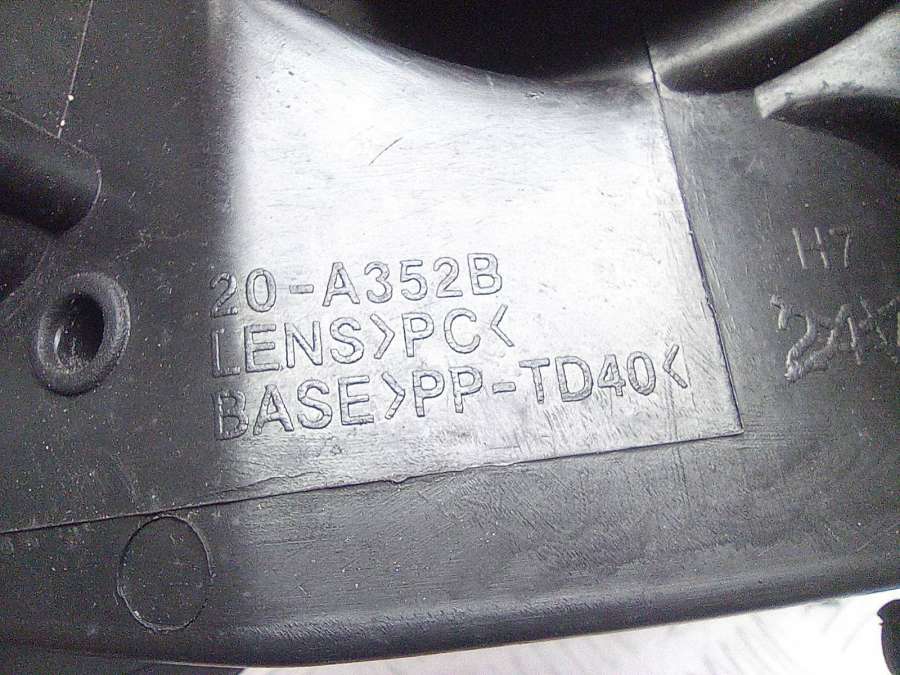 20-A352B
LENS>PC<
BASE>PP-TD40<
H7